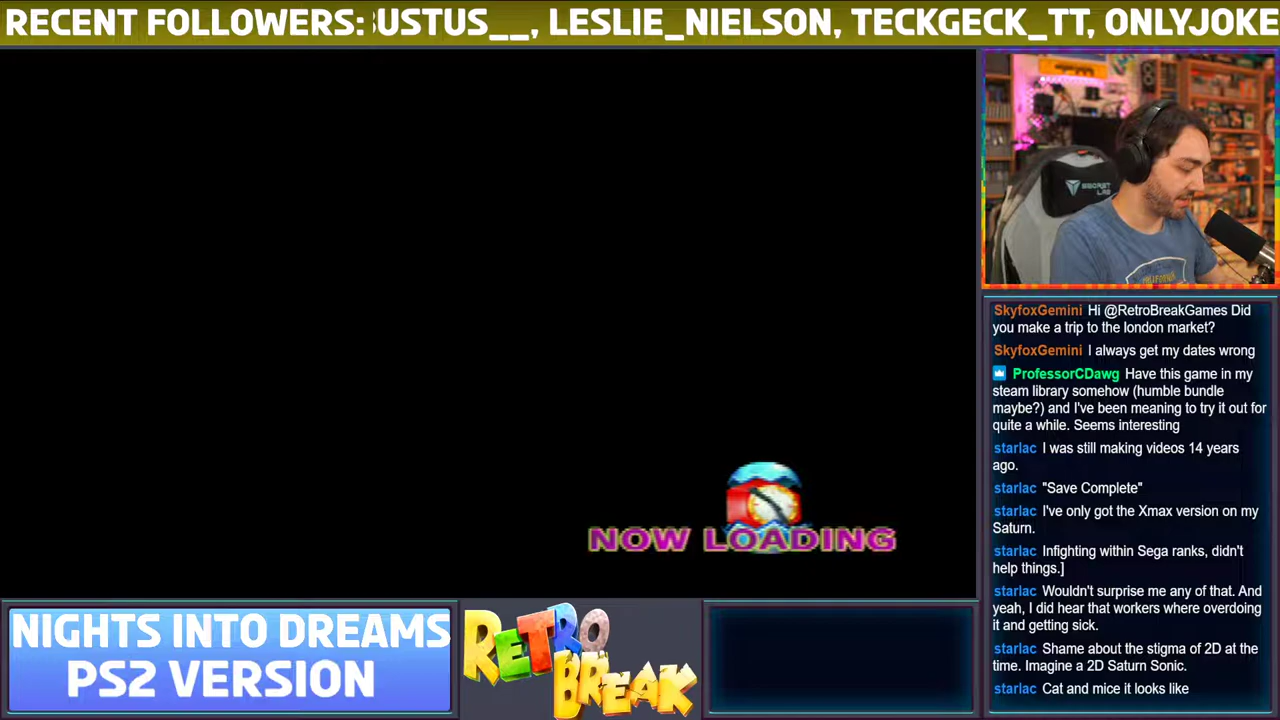 RECENT FOLLOWERS: BUSTUS__, LESLIE_NIELSON, TECKGECK_TT, ONLYJOKE
SECRET
LAB
CALIFORNIA
SkyfoxGemini Hi @RetroBreakGames Did
you make a trip to the london market?
SkyfoxGemini I always get my dates wrong
ProfessorCDawg Have this game in my
steam library somehow (humble bundle
maybe?) and I've been meaning to try it out for
quite a while. Seems interesting
starlac I was still making videos 14 years
ago.
starlac "Save Complete"
starlac I've only got the Xmax version on my
Saturn.
starlac Infighting within Sega ranks, didn't
help things.]
starlac Wouldn't surprise me any of that. And
yeah, I did hear that workers where overdoing
it and getting sick.
starlac Shame about the stigma of 2D at the
time. Imagine a 2D Saturn Sonic.
starlac Cat and mice it looks like
NOW LOADING
NIGHTS INTO DREAMS
PS2 VERSION
RETRO
BREAK